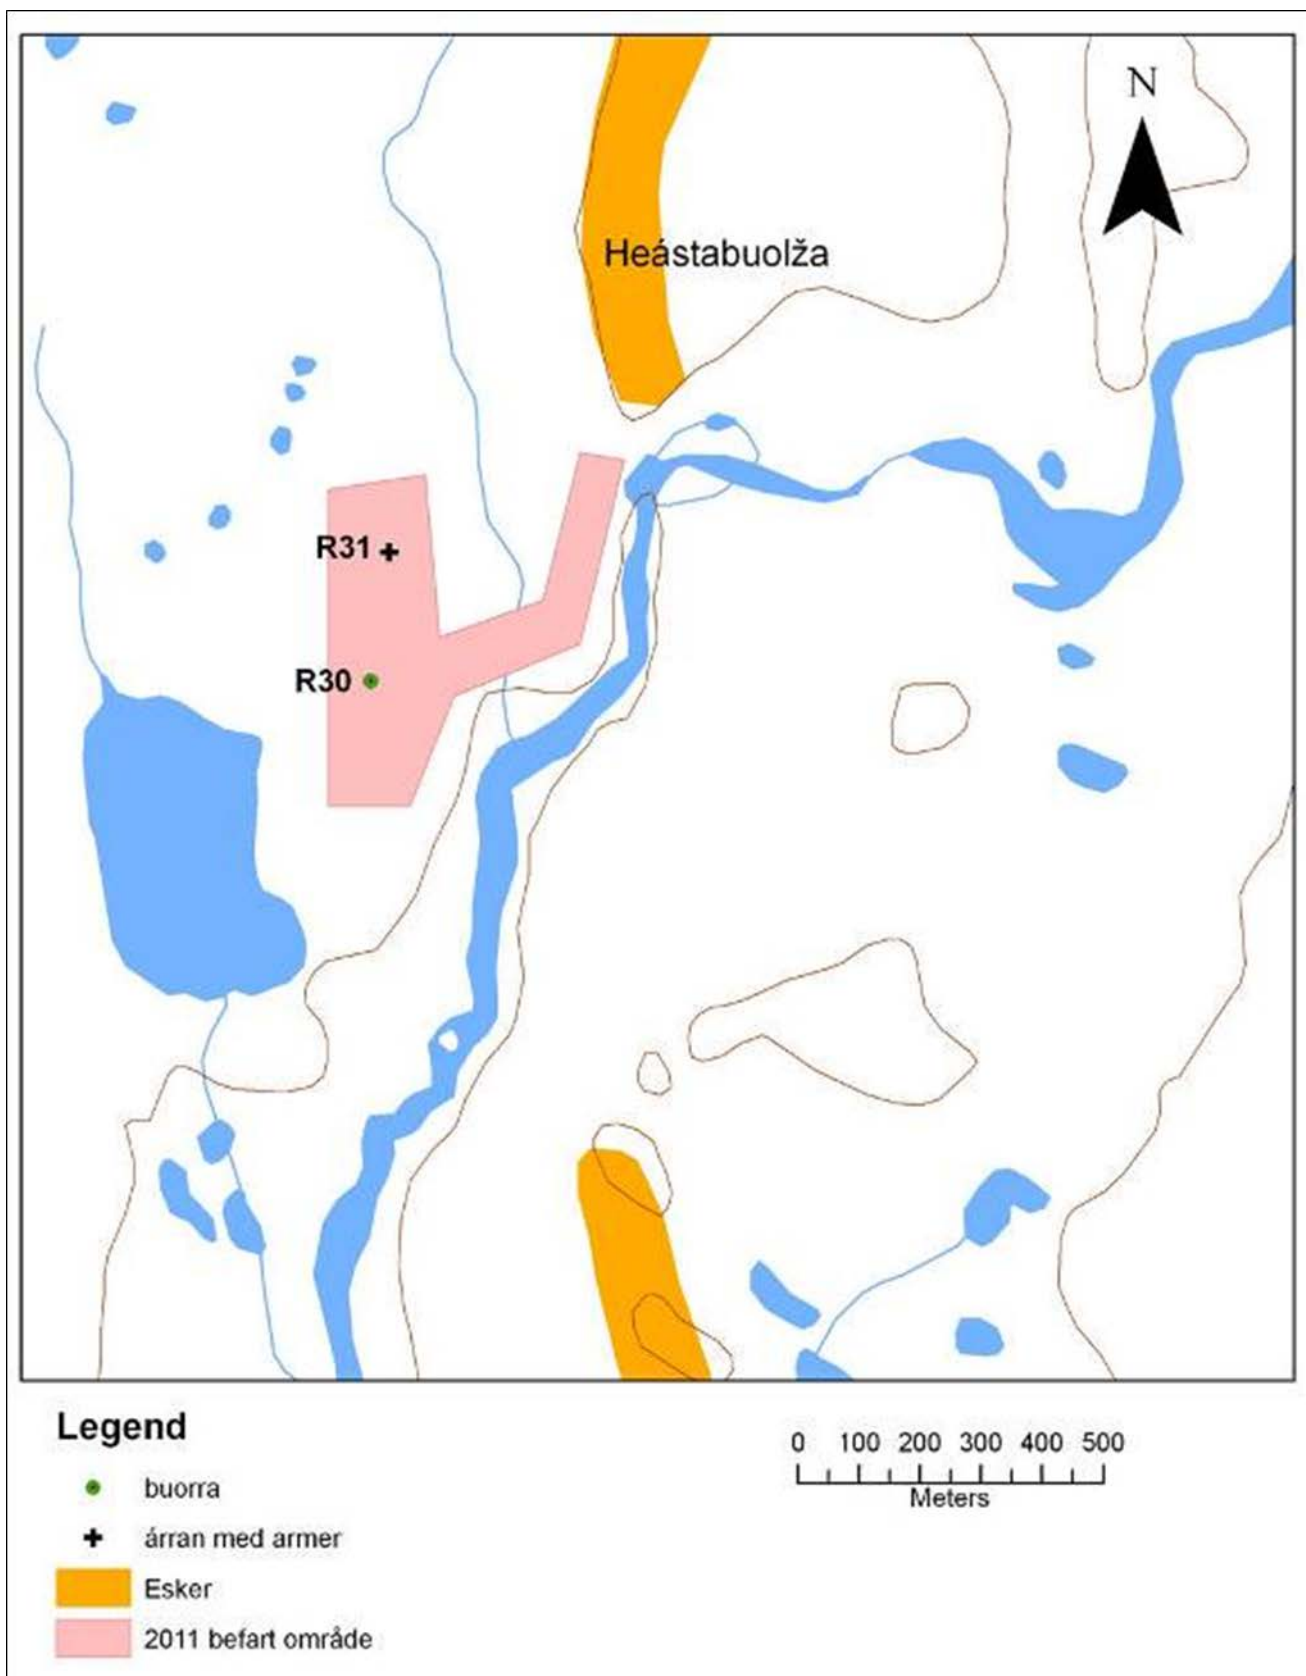 N
Heástabuolža
R31
R30
Legend
buorra
árran med armer
Esker
2011 befart område
0 100 200 300 400 500
Meters